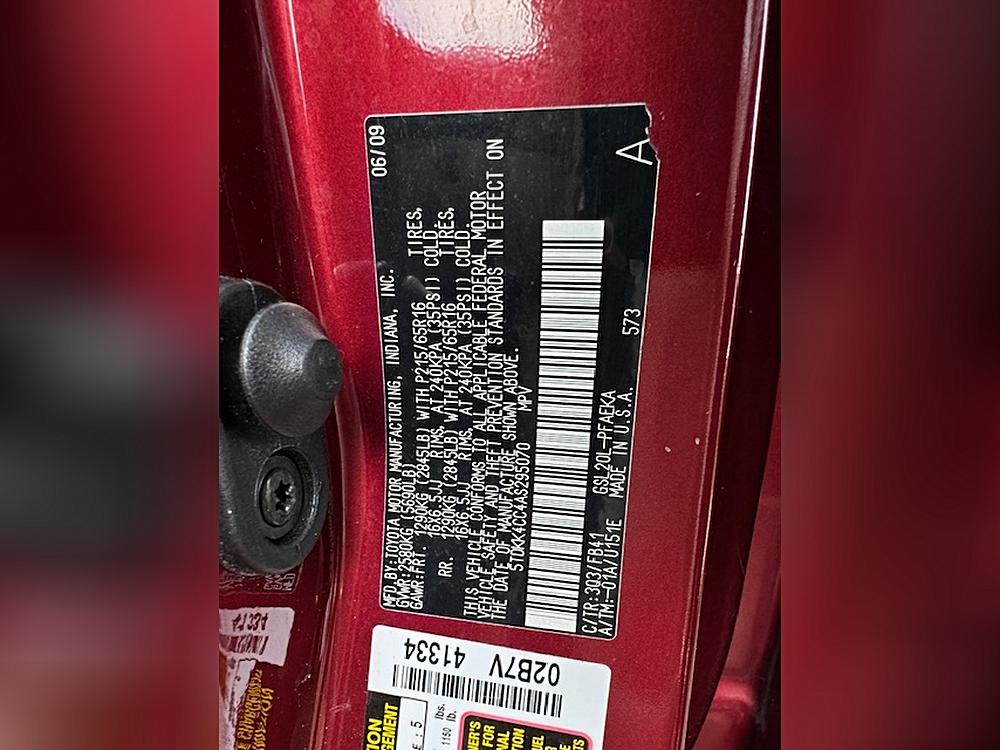 MFD.BY:TOYOTA MOTOR MANUFACTURING, INDIANA, INC. 06/09
GVWR:2580KG (5690LB)
GAWR:FRT. 1290KG (2845LB) WITH P215/65R16 TIRES,
16X6.5JJ RIMS, AT 240KPA (35PSI) COLD.
RR. 1290KG (2845LB) WITH P215/65R16 TIRES,
16X6.5JJ RIMS, AT 240KPA (35PSI) COLD.
THIS VEHICLE CONFORMS TO ALL APPLICABLE FEDERAL MOTOR
VEHICLE SAFETY AND THEFT PREVENTION STANDARDS IN EFFECT ON
THE DATE OF MANUFACTURE SHOWN ABOVE.
5TDKK4CC4AS295070 MPV
C/TR:3Q3/FB41 GSL20L-PFAEKA 573 A
A/TM:-01A/U151E MADE IN U.S.A.
02B7V 41334
: 5
1150 lb.
lbs.